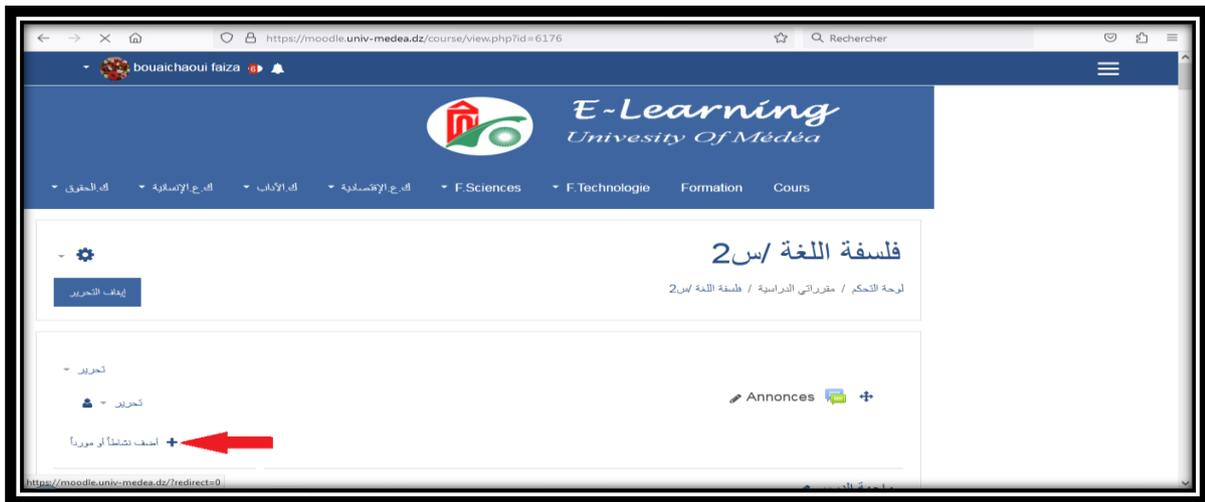 https://moodle.univ-medea.dz/course/view.php?id=6176
Rechercher
bouaichaoui faiza 6
E-Learning
Univesity Of Médéa
ك.الحقوق
ك.ع.الإنسانية
ك.الآداب
ك.ع.الإقتصادية
F.Sciences
F.Technologie
Formation
Cours
فلسفة اللغة /س2
لوحة التحكم / مقرراتي الدراسية / فلسفة اللغة /س2
إيقاف التحرير
تحرير
Annonces
تحرير
أضف نشاطاً أو مورداً
https://moodle.univ-medea.dz/?redirect=0